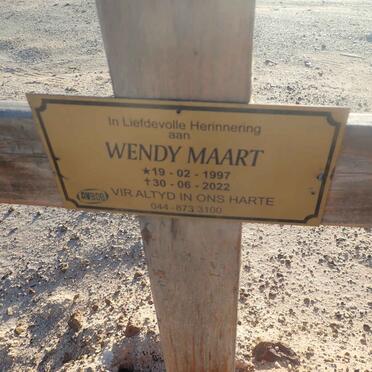 In Liefdevolle Herinnering
aan
WENDY MAART
★19 - 02 - 1997
✝30 - 06 - 2022
VIR ALTYD IN ONS HARTE
044 - 873 3100
AVBOB